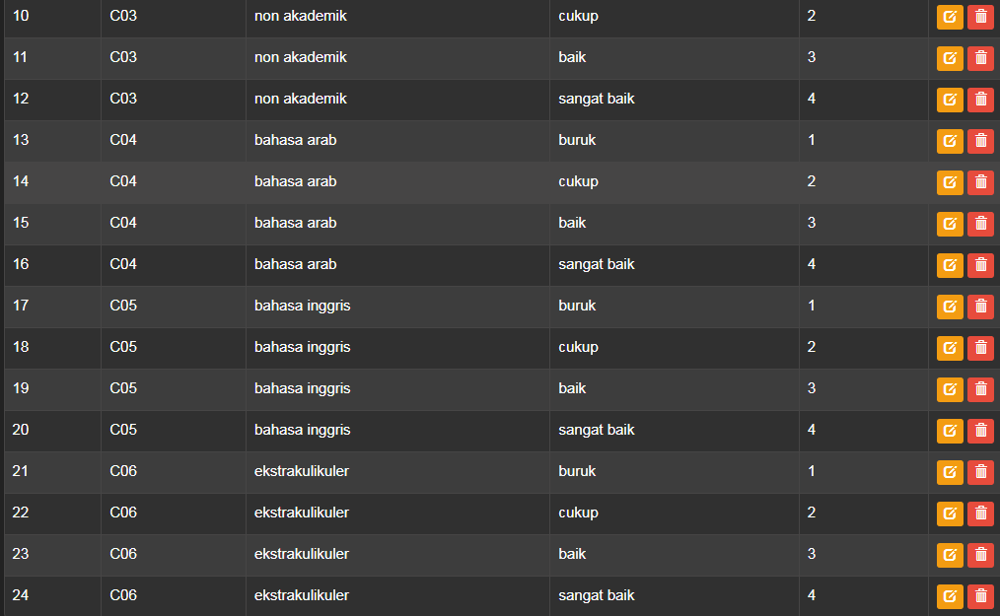 10 C03 non akademik cukup 2
11 C03 non akademik baik 3
12 C03 non akademik sangat baik 4
13 C04 bahasa arab buruk 1
14 C04 bahasa arab cukup 2
15 C04 bahasa arab baik 3
16 C04 bahasa arab sangat baik 4
17 C05 bahasa inggris buruk 1
18 C05 bahasa inggris cukup 2
19 C05 bahasa inggris baik 3
20 C05 bahasa inggris sangat baik 4
21 C06 ekstrakulikuler buruk 1
22 C06 ekstrakulikuler cukup 2
23 C06 ekstrakulikuler baik 3
24 C06 ekstrakulikuler sangat baik 4